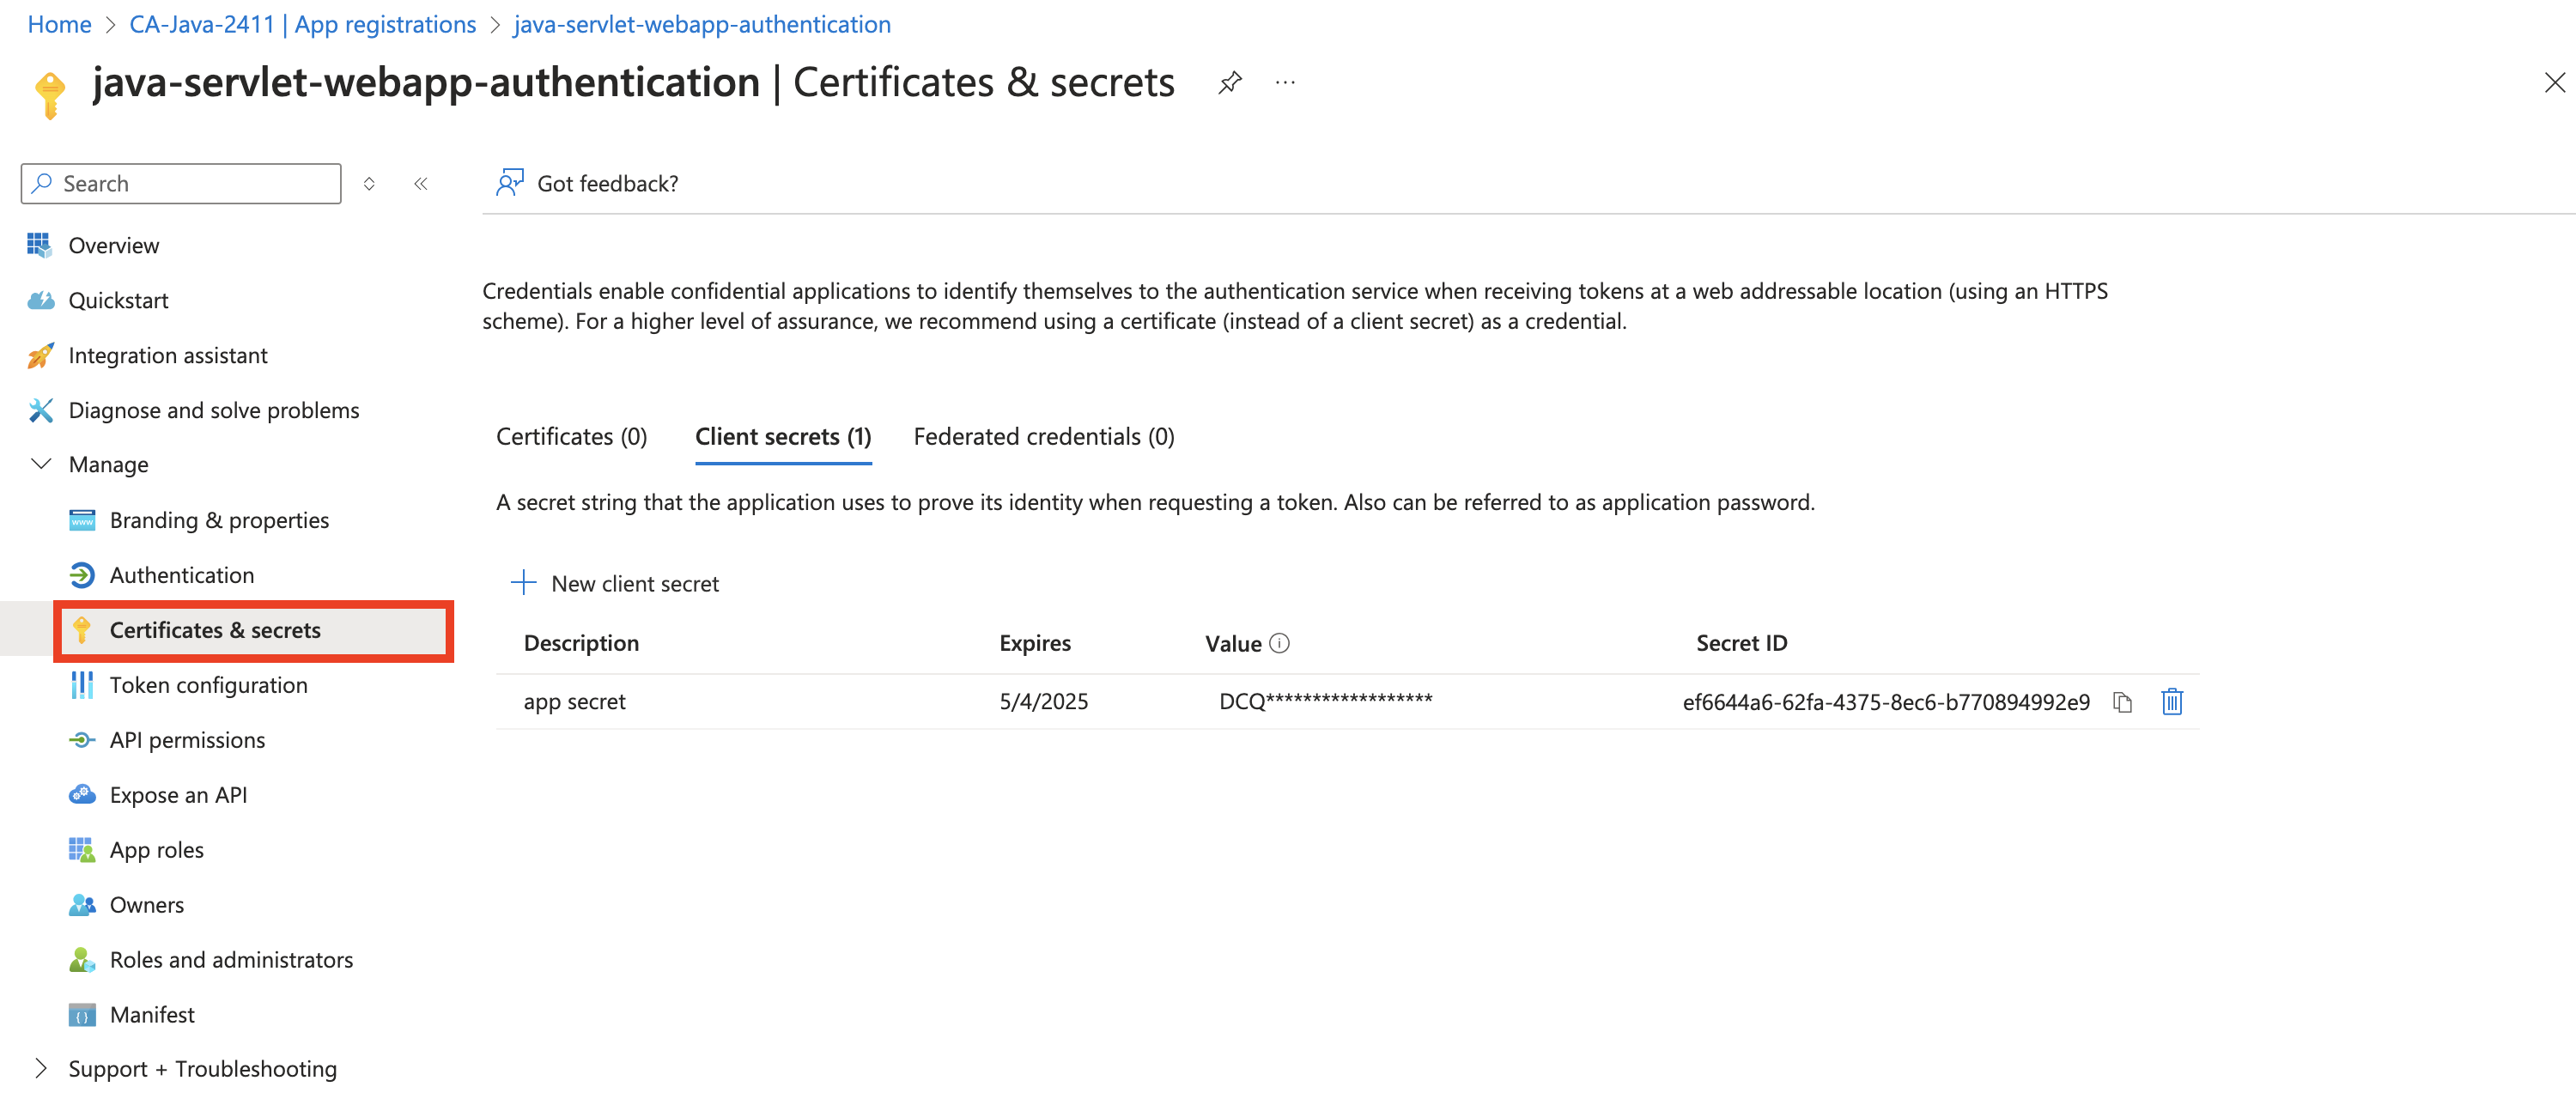 Home > CA-Java-2411 | App registrations > java-servlet-webapp-authentication
java-servlet-webapp-authentication | Certificates & secrets
Search
Got feedback?
Overview
Quickstart
Integration assistant
Diagnose and solve problems
Manage
Branding & properties
Authentication
Certificates & secrets
Token configuration
API permissions
Expose an API
App roles
Owners
Roles and administrators
Manifest
Support + Troubleshooting
Credentials enable confidential applications to identify themselves to the authentication service when receiving tokens at a web addressable location (using an HTTPS
scheme). For a higher level of assurance, we recommend using a certificate (instead of a client secret) as a credential.
Certificates (0) Client secrets (1) Federated credentials (0)
A secret string that the application uses to prove its identity when requesting a token. Also can be referred to as application password.
New client secret
Description Expires Value Secret ID
app secret 5/4/2025 DCQ****************** ef6644a6-62fa-4375-8ec6-b770894992e9